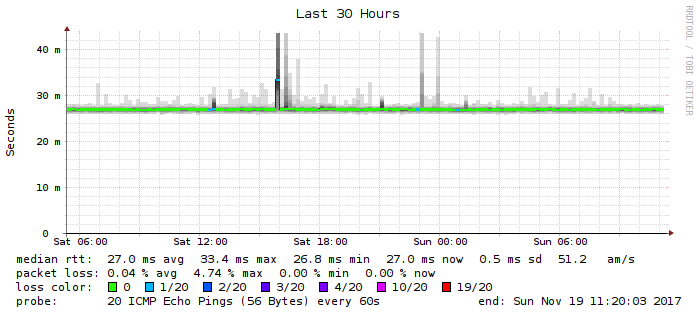 Last 30 Hours
RRDTOOL / TOBI OETIKER
Seconds
40 m
30 m
20 m
10 m
0
Sat 06:00 Sat 12:00 Sat 18:00 Sun 00:00 Sun 06:00
median rtt: 27.0 ms avg 33.4 ms max 26.8 ms min 27.0 ms now 0.5 ms sd 51.2 am/s
packet loss: 0.04 % avg 4.74 % max 0.00 % min 0.00 % now
loss color: 0 1/20 2/20 3/20 4/20 10/20 19/20
probe: 20 ICMP Echo Pings (56 Bytes) every 60s end: Sun Nov 19 11:20:03 2017